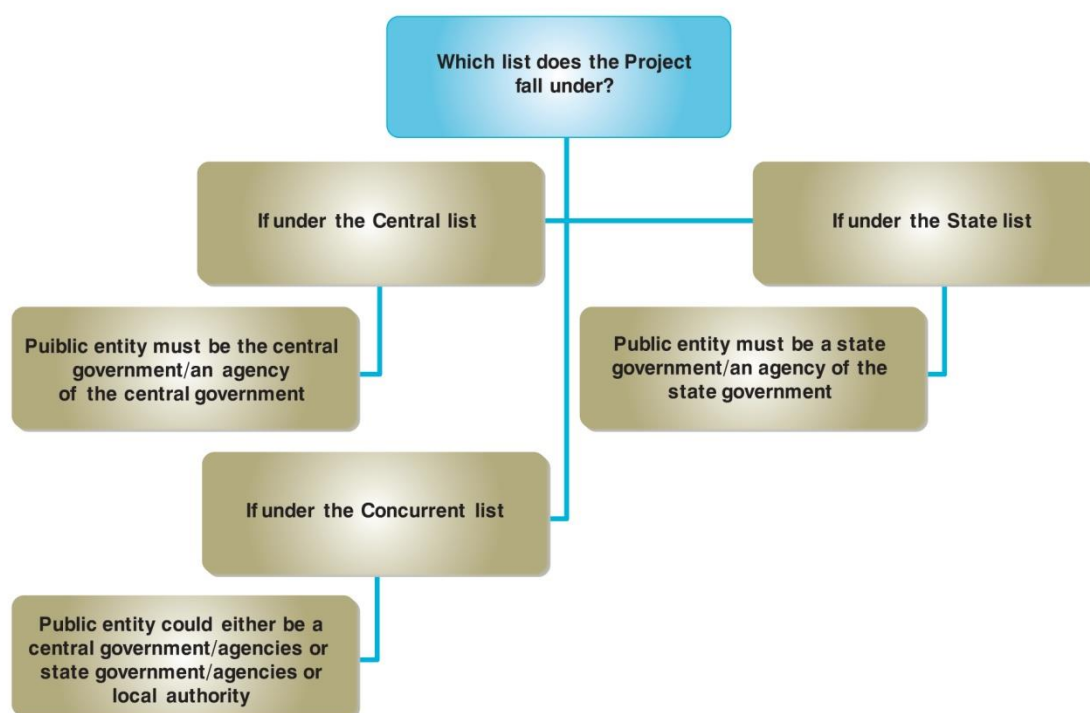 Which list does the Project
fall under?
If under the Central list
If under the State list
Puiblic entity must be the central
government/an agency
of the central government
Public entity must be a state
government/an agency of the
state government
If under the Concurrent list
Public entity could either be a
central government/agencies or
state government/agencies or
local authority